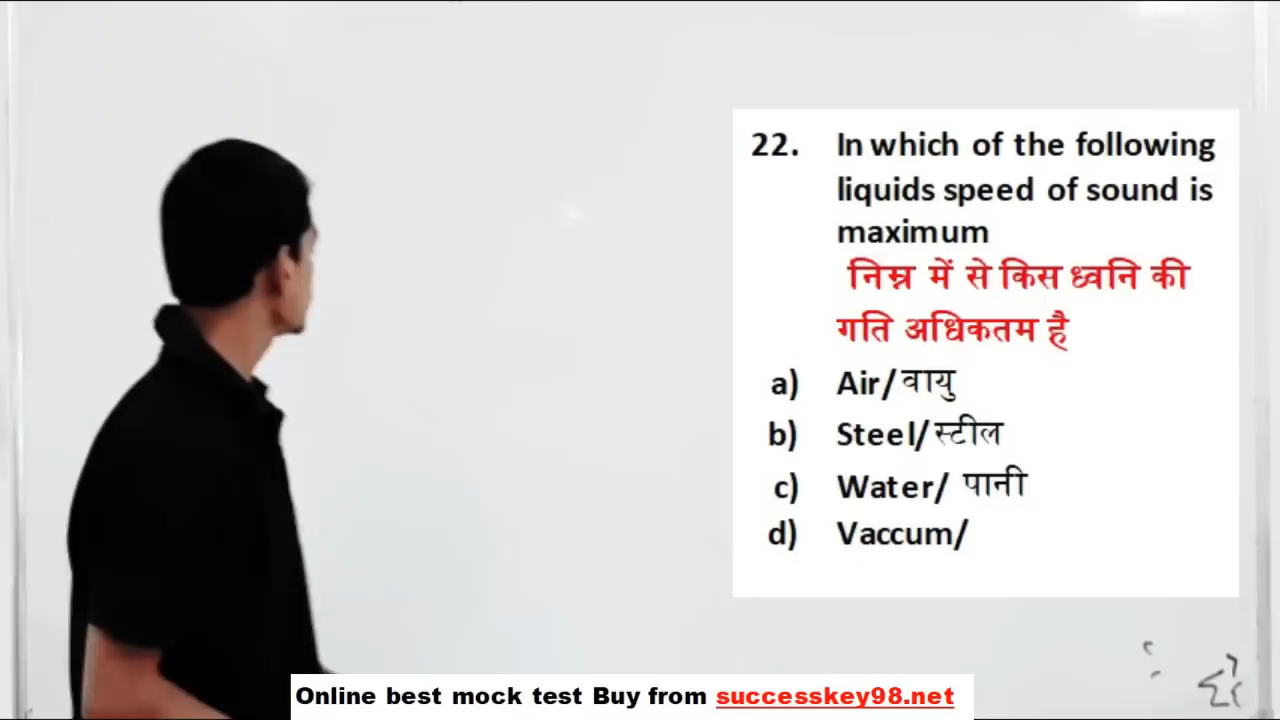 22. In which of the following
liquids speed of sound is
maximum
निम्न में से किस ध्वनि की
गति अधिकतम है
a) Air/वायु
b) Steel/स्टील
c) Water/ पानी
d) Vaccum/
Online best mock test Buy from successkey98.net